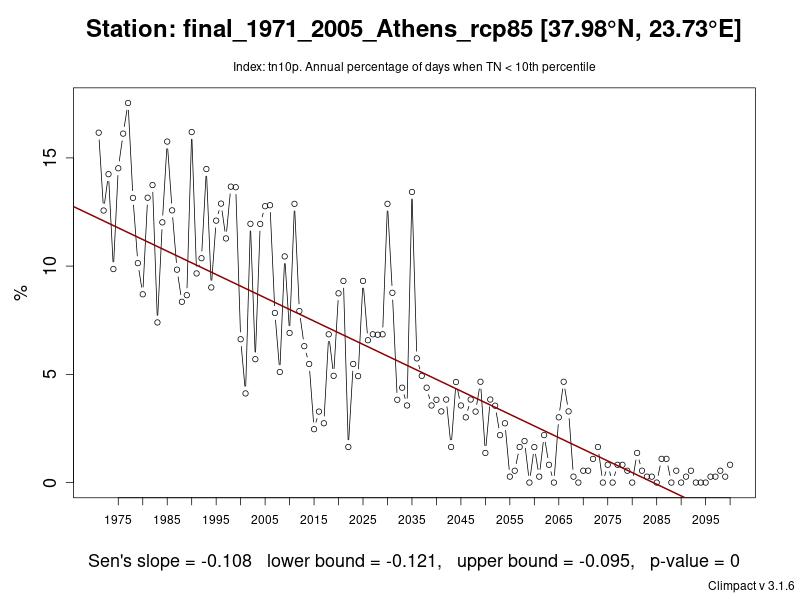 Station: final_1971_2005_Athens_rcp85 [37.98°N, 23.73°E]
Index: tn10p. Annual percentage of days when TN < 10th percentile
15
10
5
0
%
1975 1985 1995 2005 2015 2025 2035 2045 2055 2065 2075 2085 2095
Sen's slope = -0.108 lower bound = -0.121, upper bound = -0.095, p-value = 0
Climpact v 3.1.6